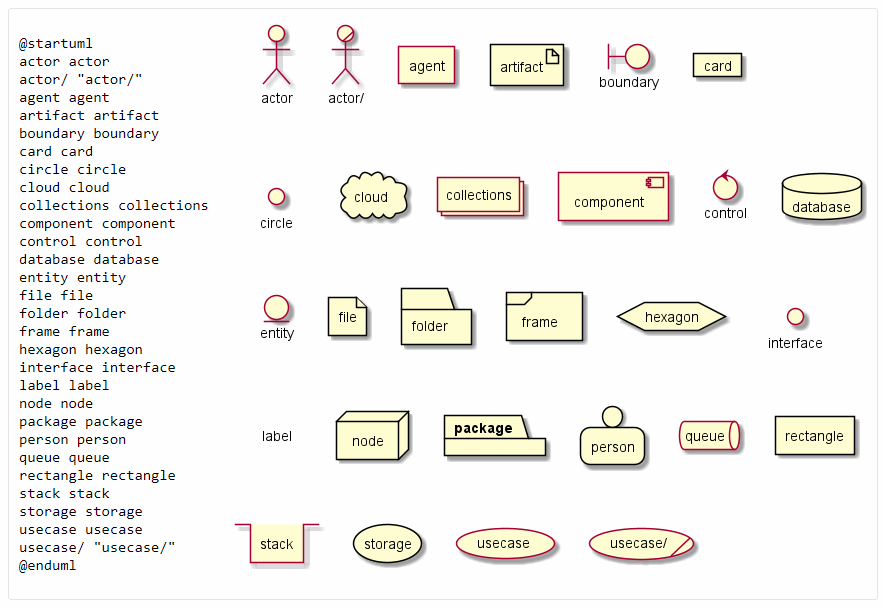 @startuml
actor actor
actor/ "actor/"
agent agent
artifact artifact
boundary boundary
card card
circle circle
cloud cloud
collections collections
component component
control control
database database
entity entity
file file
folder folder
frame frame
hexagon hexagon
interface interface
label label
node node
package package
person person
queue queue
rectangle rectangle
stack stack
storage storage
usecase usecase
usecase/ "usecase/"
@enduml
actor
actor/
agent
artifact
boundary
card
circle
cloud
collections
component
control
database
entity
file
folder
frame
hexagon
interface
label
node
package
person
queue
rectangle
stack
storage
usecase
usecase/